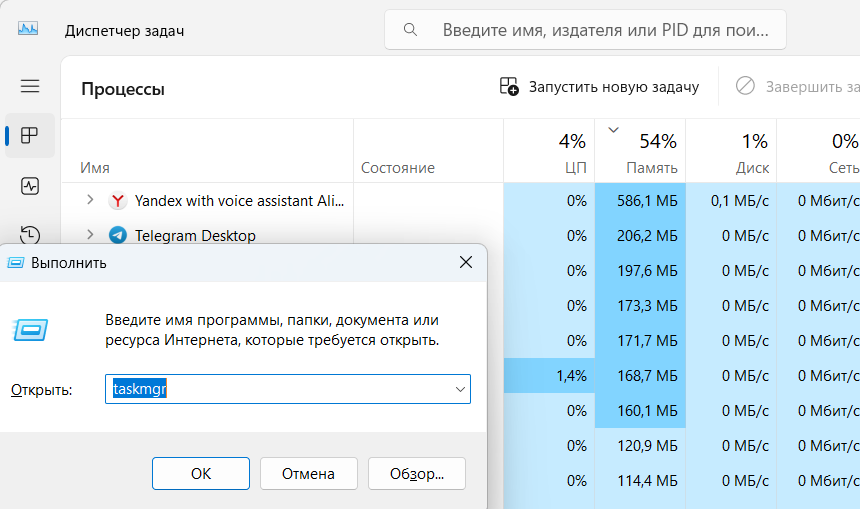 Диспетчер задач
Введите имя, издателя или PID для пои...
Процессы
Запустить новую задачу
Завершить за
4% 54% 1% 0%
Имя Состояние ЦП Память Диск Сеть
Yandex with voice assistant Ali... 0% 586,1 МБ 0,1 МБ/с 0 Мбит/с
Telegram Desktop 0% 206,2 МБ 0 МБ/с 0 Мбит/с
0% 197,6 МБ 0 МБ/с 0 Мбит/с
0% 173,3 МБ 0 МБ/с 0 Мбит/с
0% 171,7 МБ 0 МБ/с 0 Мбит/с
1,4% 168,7 МБ 0 МБ/с 0 Мбит/с
0% 160,1 МБ 0 МБ/с 0 Мбит/с
0% 120,9 МБ 0 МБ/с 0 Мбит/с
0% 114,4 МБ 0 МБ/с 0 Мбит/с
Выполнить
Введите имя программы, папки, документа или
ресурса Интернета, которые требуется открыть.
Открыть: taskmgr
ОК Отмена Обзор...